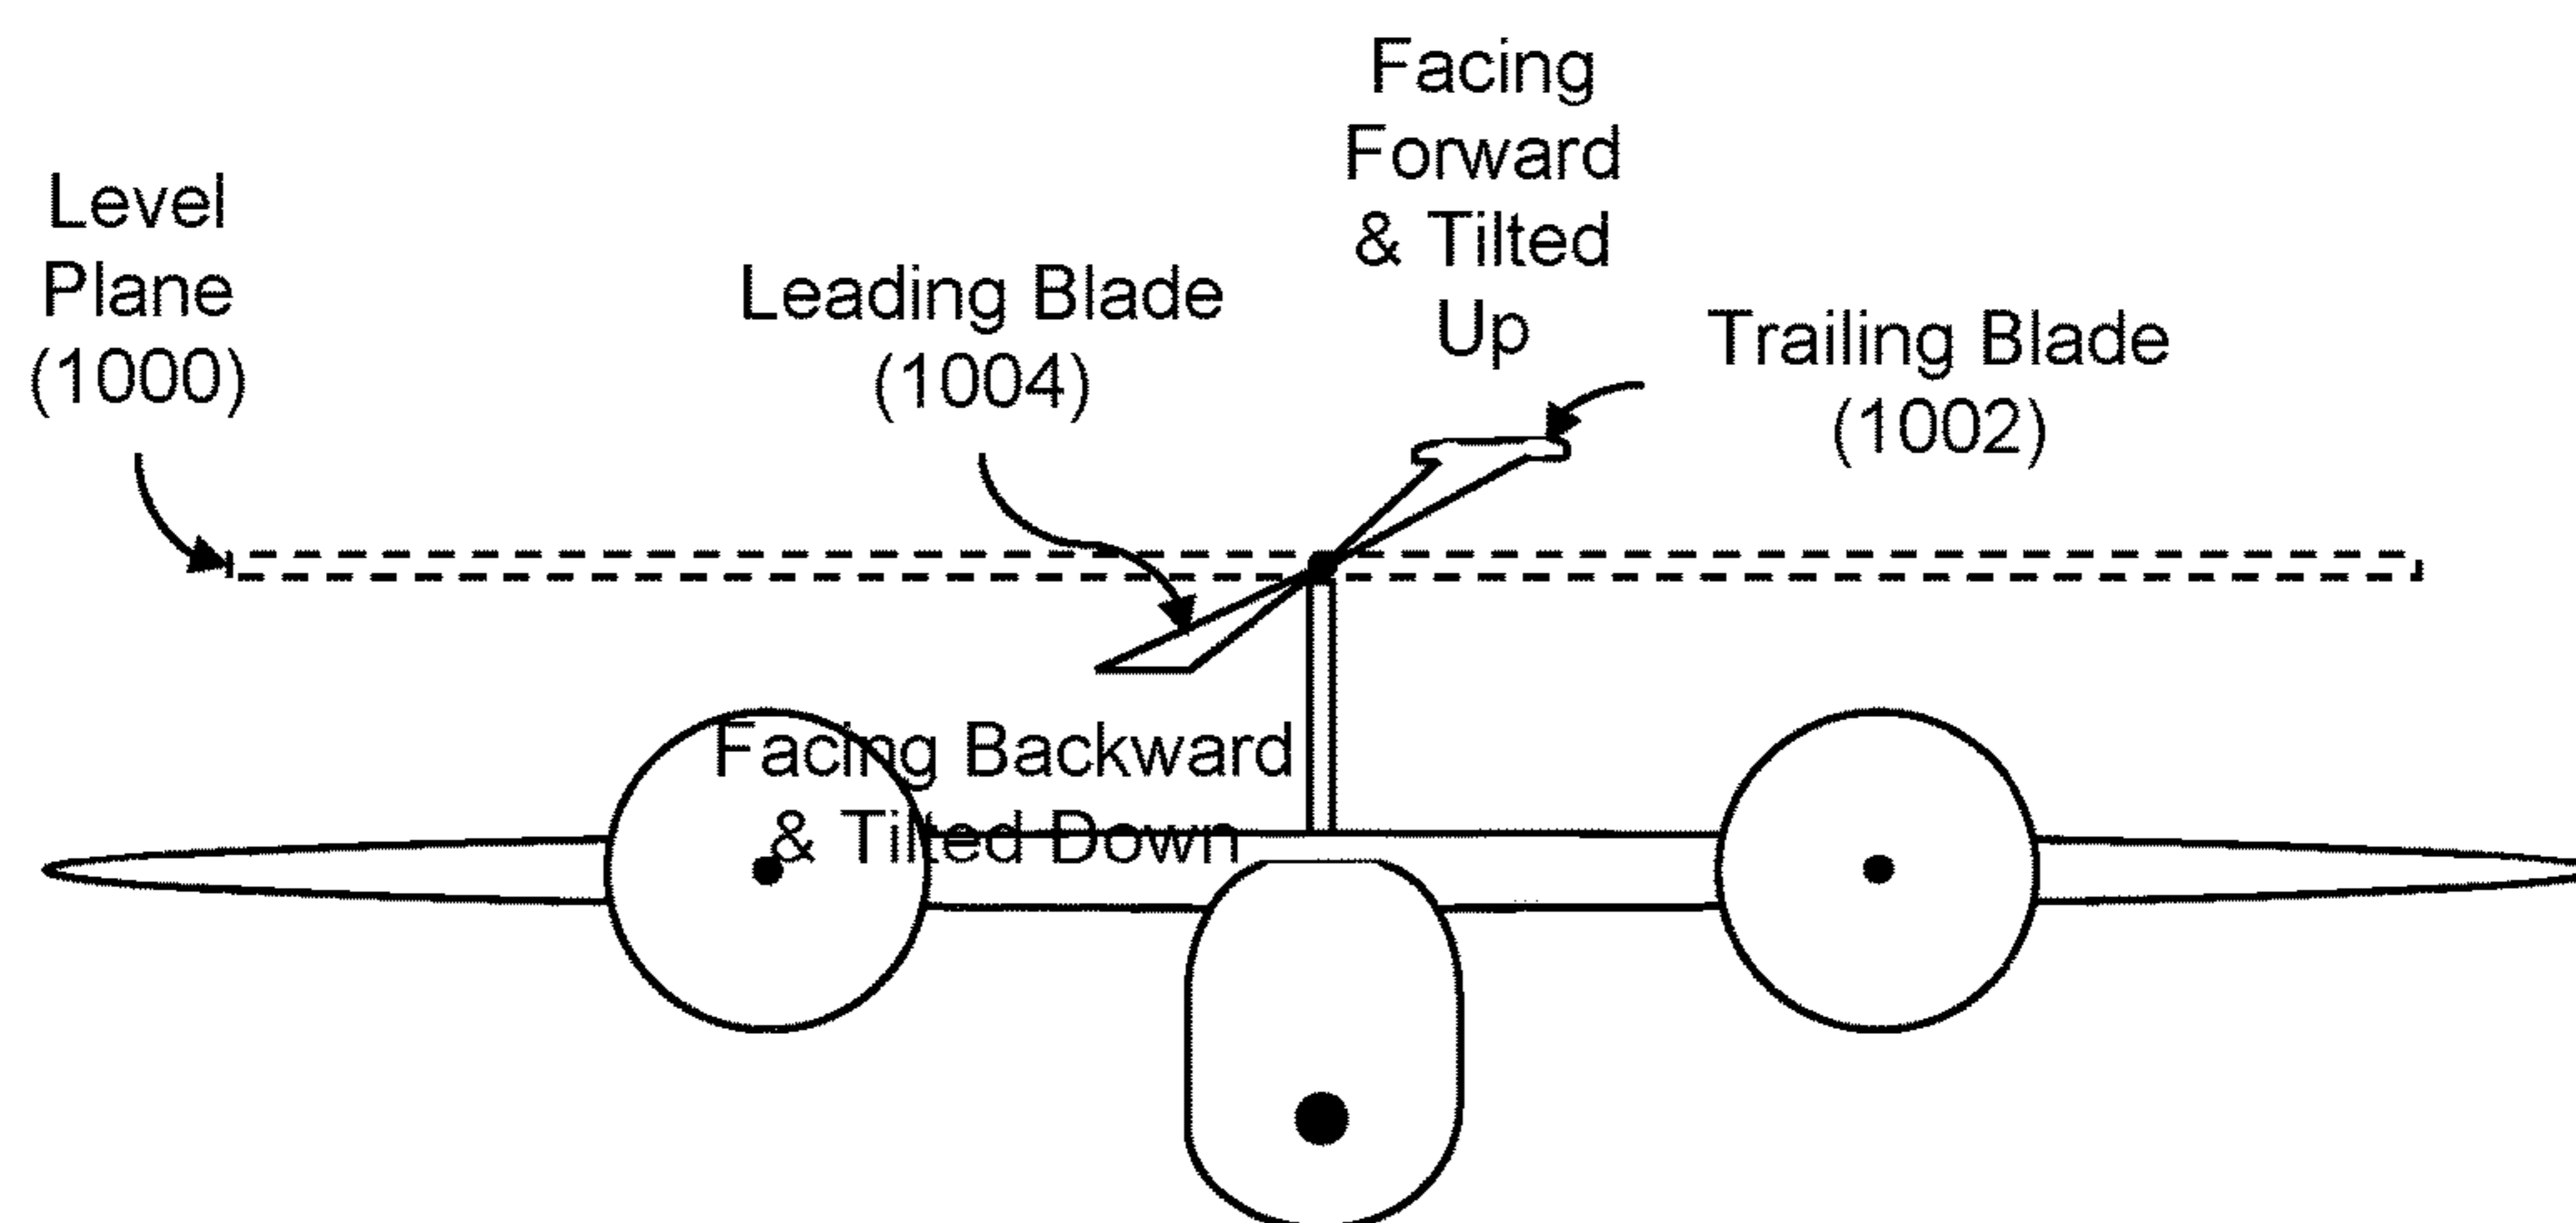 Level
Plane
(1000)
Leading Blade
(1004)
Facing
Forward
& Tilted
Up
Trailing Blade
(1002)
Facing Backward
& Tilted Down